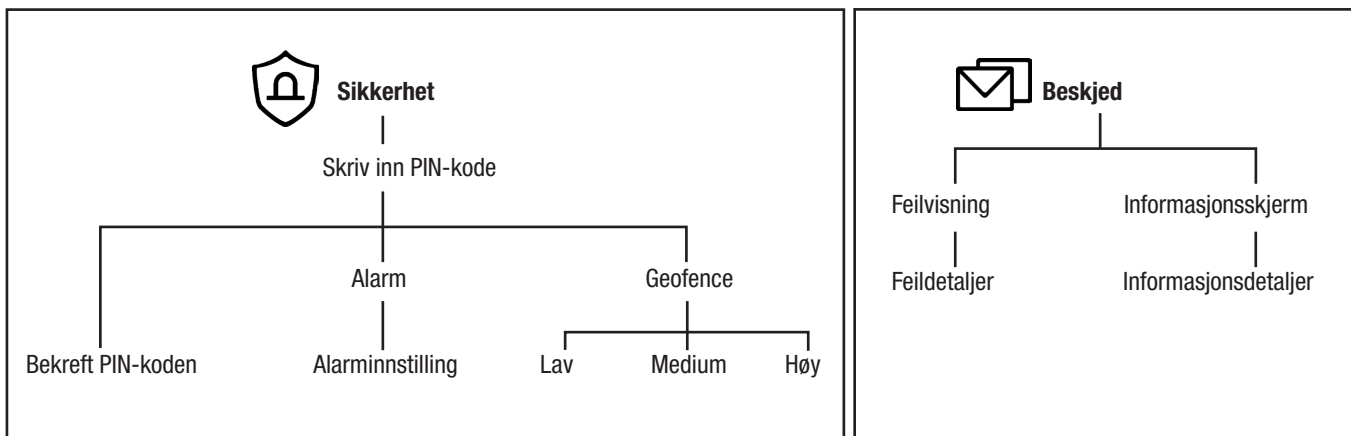 Sikkerhet
Skriv inn PIN-kode
Alarm
Geofence
Bekreft PIN-koden
Alarminnstilling
Lav
Medium
Høy
Beskjed
Feilvisning
Informasjonsskjerm
Feildetaljer
Informasjonsdetaljer